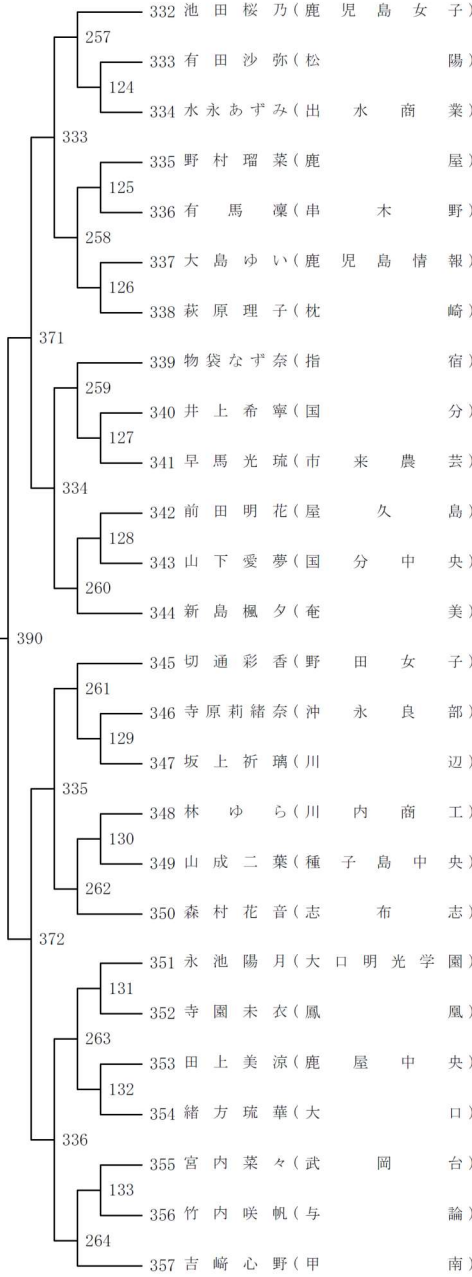 332 池田桜乃(鹿児島女子)
257
333 有田沙弥(松陽)
124
334 水永あずみ(出水商業)
333
335 野村瑠菜(鹿屋)
125
336 有馬凜(串木野)
258
337 大島ゆい(鹿児島情報)
126
338 萩原理子(枕崎)
371
339 物袋なず奈(指宿)
259
340 井上希寧(国分)
127
341 早馬光琉(市来農芸)
334
342 前田明花(屋久島)
128
343 山下愛夢(国分中央)
260
344 新島楓夕(奄美)
390
345 切通彩香(野田女子)
261
346 寺原莉緒奈(沖永良部)
129
347 坂上祈璃(川辺)
335
348 林ゆら(川内商工)
130
349 山成二葉(種子島中央)
262
350 森村花音(志布志)
372
351 永池陽月(大口明光学園)
131
352 寺園未衣(鳳凰)
263
353 田上美涼(鹿屋中央)
132
354 緒方琉華(大口)
336
355 宮内菜々(武岡台)
133
356 竹内咲帆(与論)
264
357 吉﨑心野(甲南)